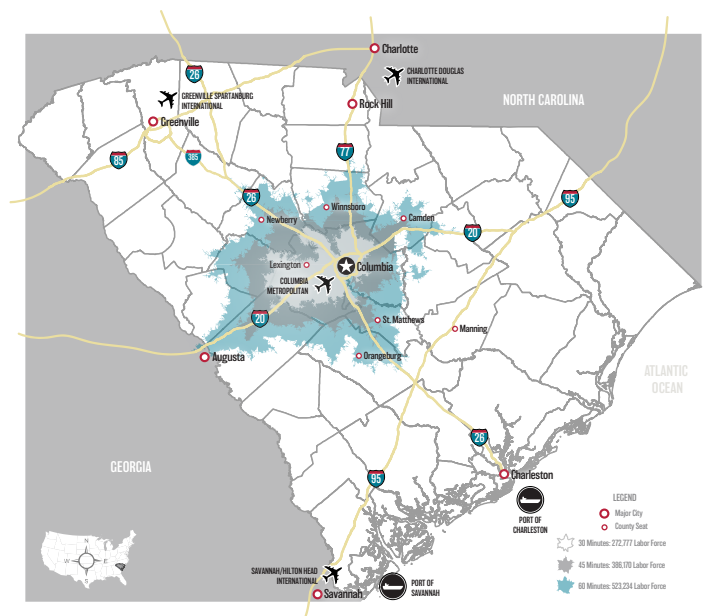 Charlotte
26
CHARLOTTE DOUGLAS
INTERNATIONAL
GREENVILLE SPARTANBURG
INTERNATIONAL
Rock Hill
NORTH CAROLINA
Greenville
77
85
385
26
95
Winnsboro
Newberry
Camden
20
Lexington
Columbia
COLUMBIA
METROPOLITAN
20
St. Matthews
Manning
Orangeburg
Augusta
ATLANTIC
OCEAN
26
GEORGIA
95
Charleston
PORT OF
CHARLESTON
LEGEND
Major City
County Seat
30 Minutes: 272,777 Labor Force
45 Minutes: 386,170 Labor Force
60 Minutes: 523,234 Labor Force
N
W E
S
SAVANNAH/HILTON HEAD
INTERNATIONAL
PORT OF
SAVANNAH
Savannah